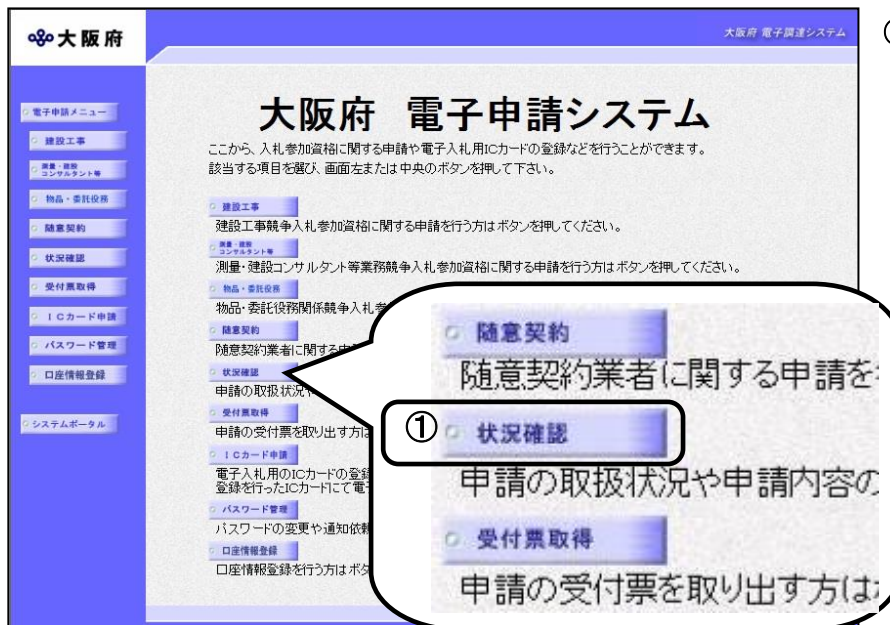 大阪府
大阪府 電子調達システム
電子申請メニュー
建設工事
測量・建設
コンサルタント等
物品・委託役務
随意契約
状況確認
受付票取得
ICカード申請
パスワード管理
口座情報登録
システムポータル
大阪府 電子申請システム
ここから、入札参加資格に関する申請や電子入札用ICカードの登録などを行うことができます。
該当する項目を選び、画面左または中央のボタンを押して下さい。
建設工事
建設工事競争入札参加資格に関する申請を行う方はボタンを押してください。
測量・建設
コンサルタント等
測量・建設コンサルタント等業務競争入札参加資格に関する申請を行う方はボタンを押してください。
物品・委託役務
物品・委託役務関係競争入札参
随意契約
随意契約業者に関する
状況確認
申請の取扱状況
受付票取得
申請の受付票を取り出す方は
ICカード申請
電子入札用のICカードの登録
登録を行ったICカードにて電
パスワード管理
パスワードの変更や通知依頼
口座情報登録
口座情報登録を行う方はボタ
随意契約
随意契約業者に関する申請を
① 状況確認
申請の取扱状況や申請内容の
受付票取得
申請の受付票を取り出す方は